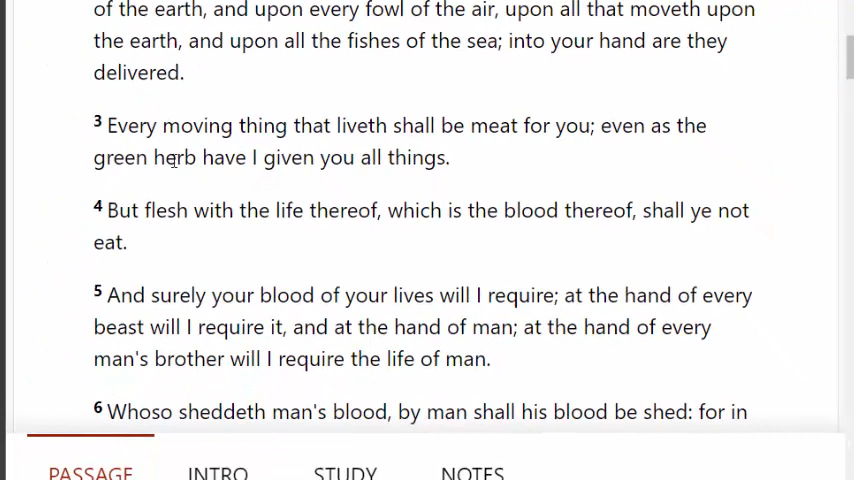 of the earth, and upon every fowl of the air, upon all that moveth upon
the earth, and upon all the fishes of the sea; into your hand are they
delivered.
3 Every moving thing that liveth shall be meat for you; even as the
green herb have I given you all things.
4 But flesh with the life thereof, which is the blood thereof, shall ye not
eat.
5 And surely your blood of your lives will I require; at the hand of every
beast will I require it, and at the hand of man; at the hand of every
man's brother will I require the life of man.
6 Whoso sheddeth man's blood, by man shall his blood be shed: for in
PASSAGE INTRO STUDY NOTES